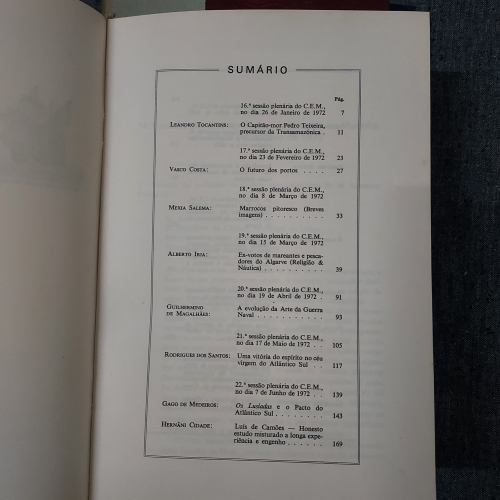 SUMÁRIO
Pág.
16.ª sessão plenária do C.E.M.,
no dia 26 de Janeiro de 1972 7
LEANDRO TOCANTINS: O Capitão-mor Pedro Teixeira,
precursor da Transamazónica . 11
17.ª sessão plenária do C.E.M.,
no dia 23 de Fevereiro de 1972 23
VASCO COSTA: O futuro dos portos . . . . 27
18.ª sessão plenária do C.E.M.,
no dia 8 de Março de 1972
MEXIA SALEMA: Marrocos pitoresco (Breves
imagens) . . . . . . . . . . 33
19.ª sessão plenária do C.E.M.,
no dia 15 de Março de 1972
ALBERTO IRIA: Ex-votos de mareantes e pesca-
dores do Algarve (Religião &
Náutica) . . . . . . . . . . 39
20.ª sessão plenária do C.E.M.,
no dia 19 de Abril de 1972 . 91
GUILHERMINO A evolução da Arte da Guerra
DE MAGALHÃES: Naval . . . . . . . . . . . 93
21.ª sessão plenária do C.E.M.,
no dia 17 de Maio de 1972 . . 105
RODRIGUES DOS SANTOS: Uma vitória do espírito no céu
virgem do Atlântico Sul . . 117
22.ª sessão plenária do C.E.M.,
no dia 7 de Junho de 1972 . . 139
GAGO DE MEDEIROS: Os Lusíadas e o Pacto do
Atlântico Sul . . . . . . . . 143
HERNÂNI CIDADE: Luís de Camões — Honesto
estudo misturado a longa expe-
riência e engenho . . . . . . 169